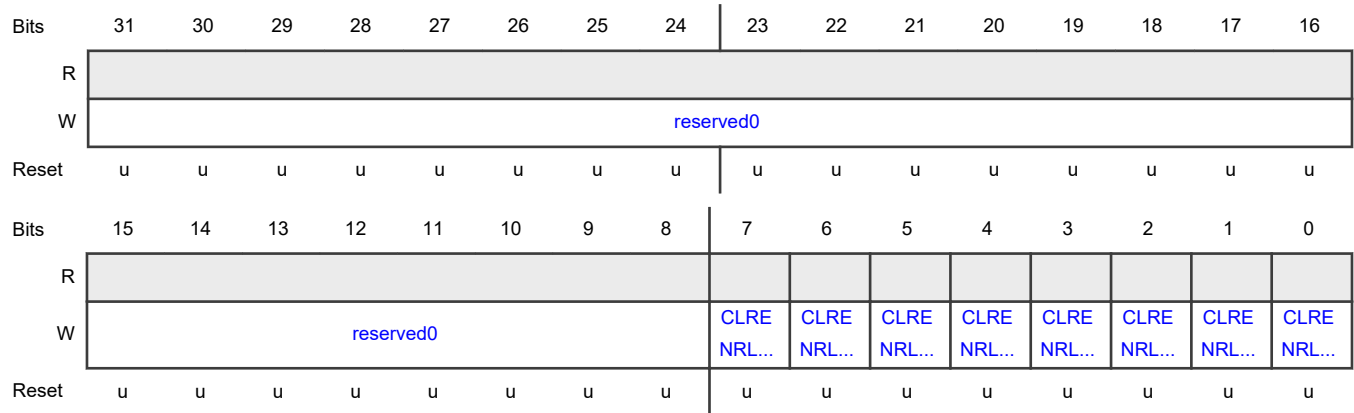 Bits 31 30 29 28 27 26 25 24 23 22 21 20 19 18 17 16
R
W reserved0
Reset u u u u u u u u u u u u u u u u
Bits 15 14 13 12 11 10 9 8 7 6 5 4 3 2 1 0
R
W reserved0 CLRE NRL... CLRE NRL... CLRE NRL... CLRE NRL... CLRE NRL... CLRE NRL... CLRE NRL... CLRE NRL...
Reset u u u u u u u u u u u u u u u u